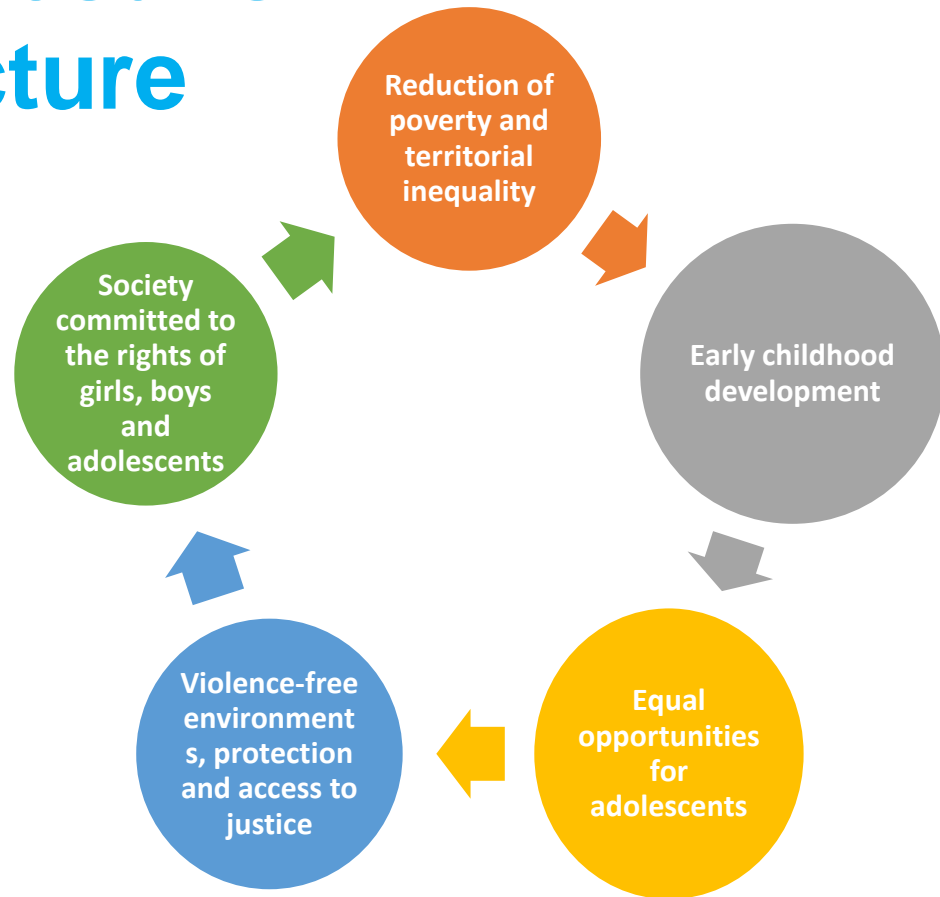 cture
Reduction of
poverty and
territorial
inequality
Early childhood
development
Equal
opportunities
for
adolescents
Violence-free
environment
s, protection
and access to
justice
Society
committed to
the rights of
girls, boys
and
adolescents